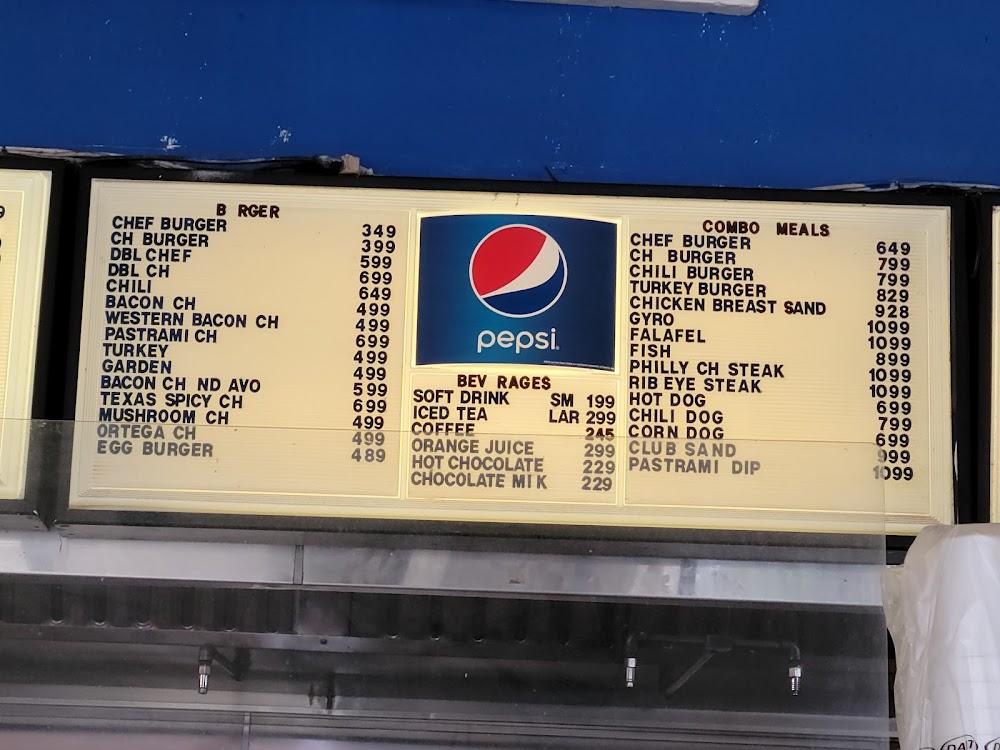 B RGER
CHEF BURGER 349
CH BURGER 399
DBL CHEF 599
DBL CH 699
CHILI 649
BACON CH 499
WESTERN BACON CH 499
PASTRAMI CH 699
TURKEY 499
GARDEN 499
BACON CH ND AVO 599
TEXAS SPICY CH 699
MUSHROOM CH 499
ORTEGA CH 499
EGG BURGER 489
pepsi
BEV RAGES
SOFT DRINK SM 199
ICED TEA LAR 299
COFFEE 245
ORANGE JUICE 299
HOT CHOCOLATE 229
CHOCOLATE MI K 229
COMBO MEALS
CHEF BURGER 649
CH BURGER 799
CHILI BURGER 799
TURKEY BURGER 829
CHICKEN BREAST SAND 928
GYRO 1099
FALAFEL 1099
FISH 899
PHILLY CH STEAK 1099
RIB EYE STEAK 1099
HOT DOG 699
CHILI DOG 799
CORN DOG 699
CLUB SAND 999
PASTRAMI DIP 1099